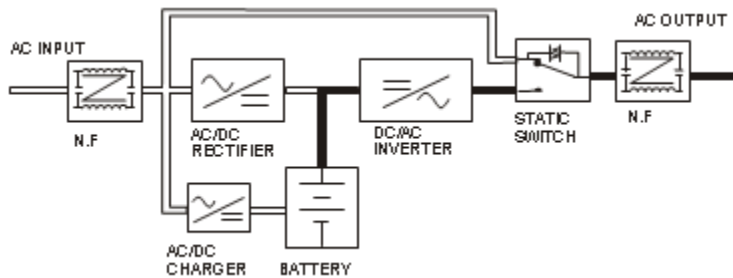 AC INPUT
AC OUTPUT
N.F
AC/DC
RECTIFIER
DC/AC
INVERTER
STATIC
SWITCH
N.F
AC/DC
CHARGER
BATTERY